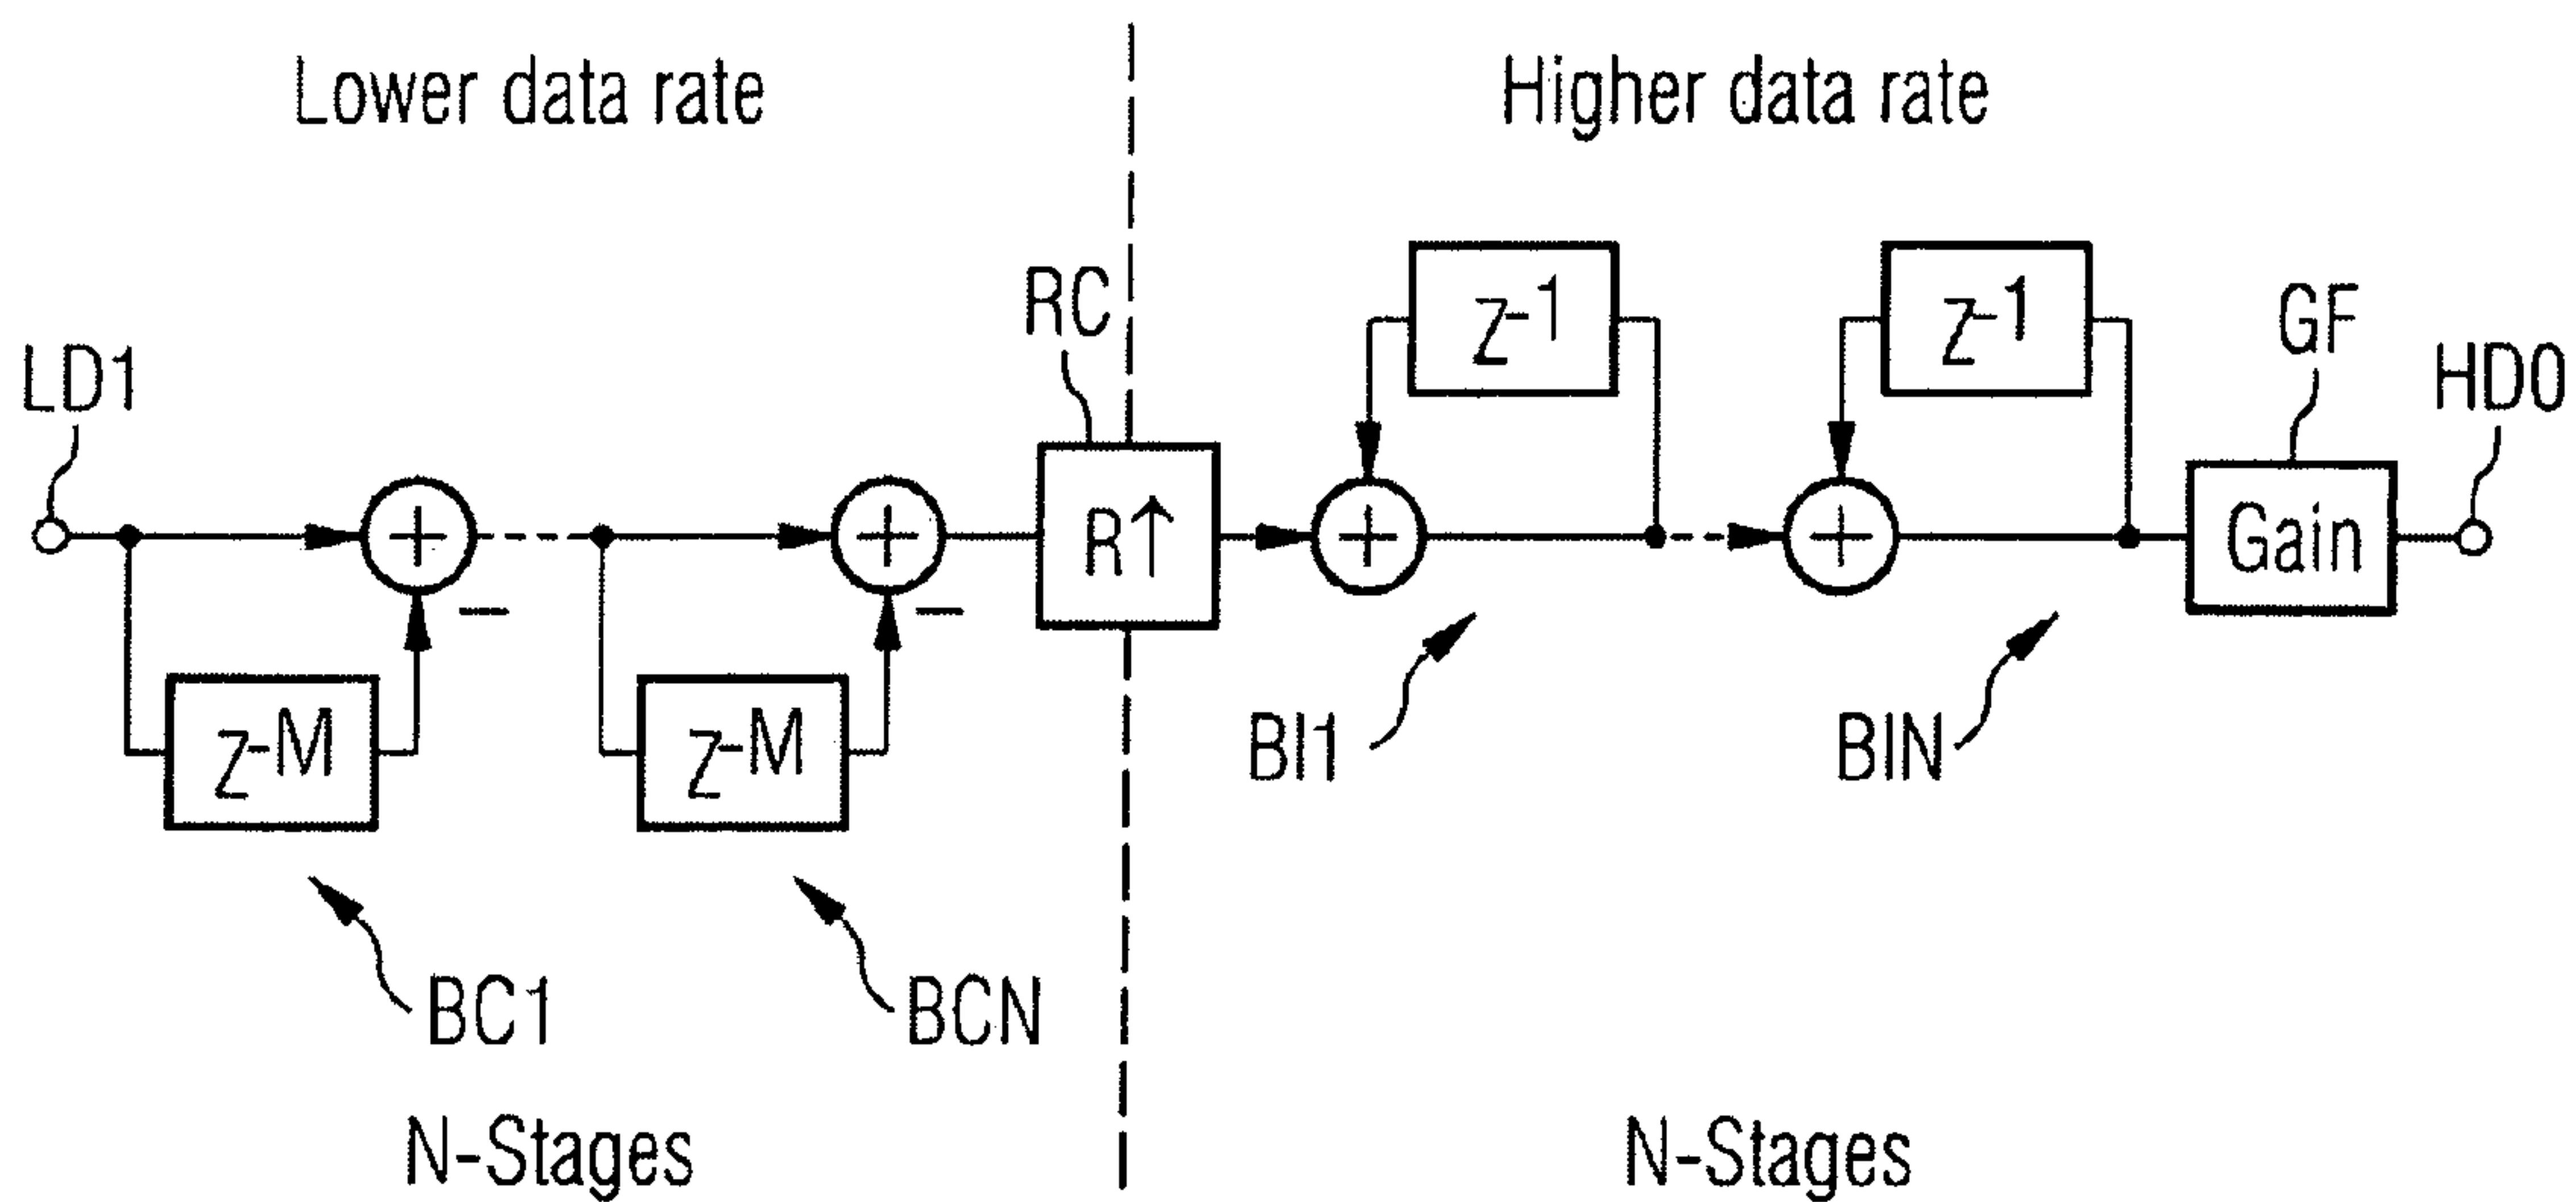 Lower data rate
Higher data rate
LD1
RC
z-1
z-1
GF
HD0
+
+
R↑
+
+
Gain
−
−
z-M
z-M
BI1
BIN
BC1
BCN
N-Stages
N-Stages